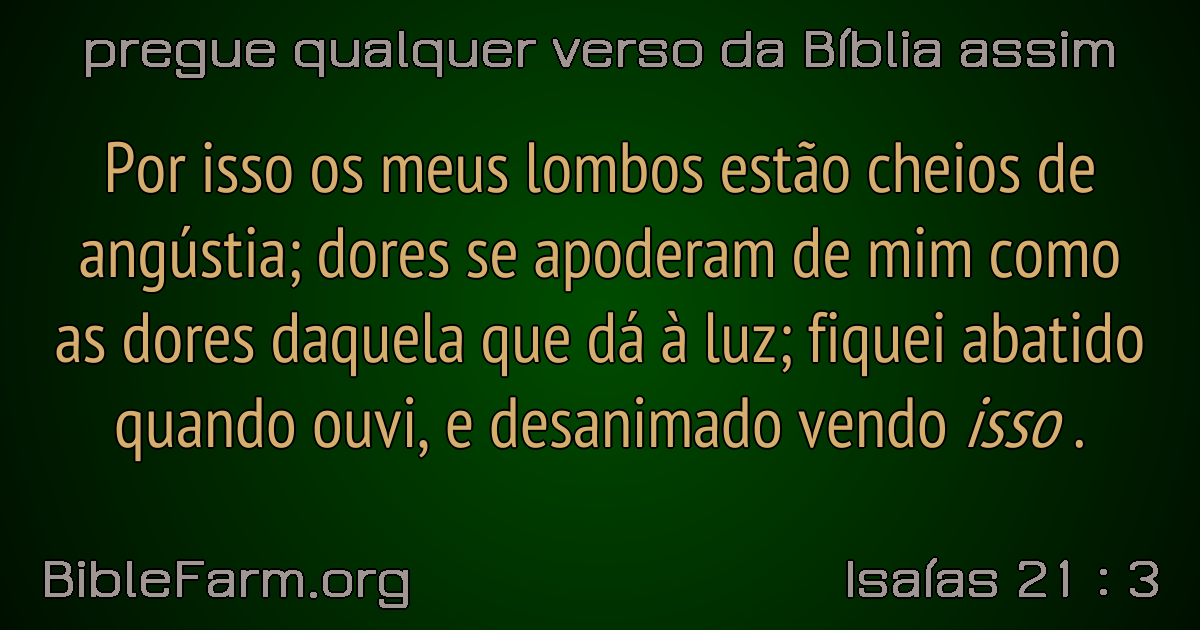 pregue qualquer verso da Bíblia assim
Por isso os meus lombos estão cheios de
angústia; dores se apoderam de mim como
as dores daquela que dá à luz; fiquei abatido
quando ouvi, e desanimado vendo isso .
BibleFarm.org
Isaías 21 : 3